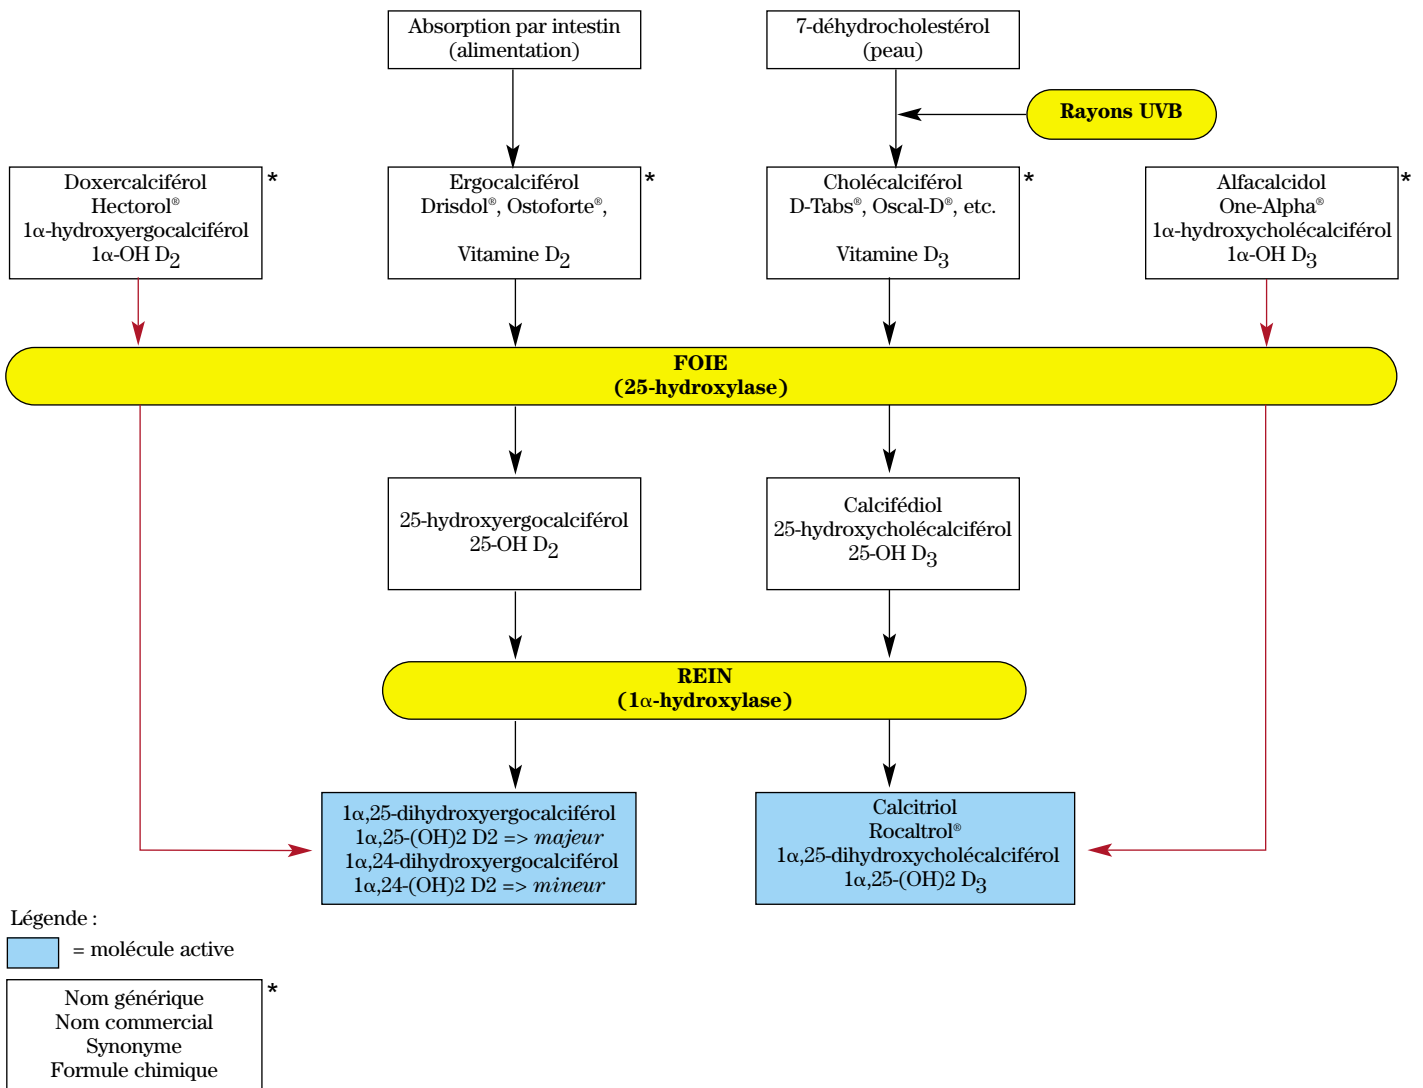 Absorption par intestin
(alimentation)
7-déhydrocholestérol
(peau)
Rayons UVB
Doxercalciférol
Hectorol®
1α-hydroxyergocalciférol
1α-OH D2
*
Ergocalciférol
Drisdol®, Ostoforte®,
Vitamine D2
*
Cholécalciférol
D-Tabs®, Oscal-D®, etc.
Vitamine D3
*
Alfacalcidol
One-Alpha®
1α-hydroxycholécalciférol
1α-OH D3
*
FOIE
(25-hydroxylase)
25-hydroxyergocalciférol
25-OH D2
Calcifédiol
25-hydroxycholécalciférol
25-OH D3
REIN
(1α-hydroxylase)
1α,25-dihydroxyergocalciférol
1α,25-(OH)2 D2 => majeur
1α,24-dihydroxyergocalciférol
1α,24-(OH)2 D2 => mineur
Calcitriol
Rocaltrol®
1α,25-dihydroxycholécalciférol
1α,25-(OH)2 D3
Légende :
= molécule active
Nom générique
Nom commercial
Synonyme
Formule chimique
*